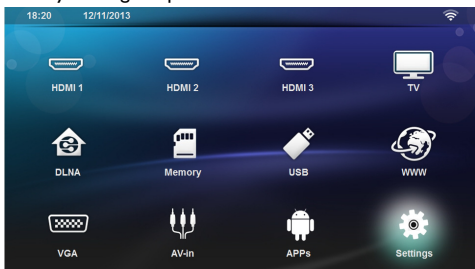 18:20 12/11/2013
HDMI 1 HDMI 2 HDMI 3 TV
DLNA Memory USB WWW
VGA AV-in APPs Settings